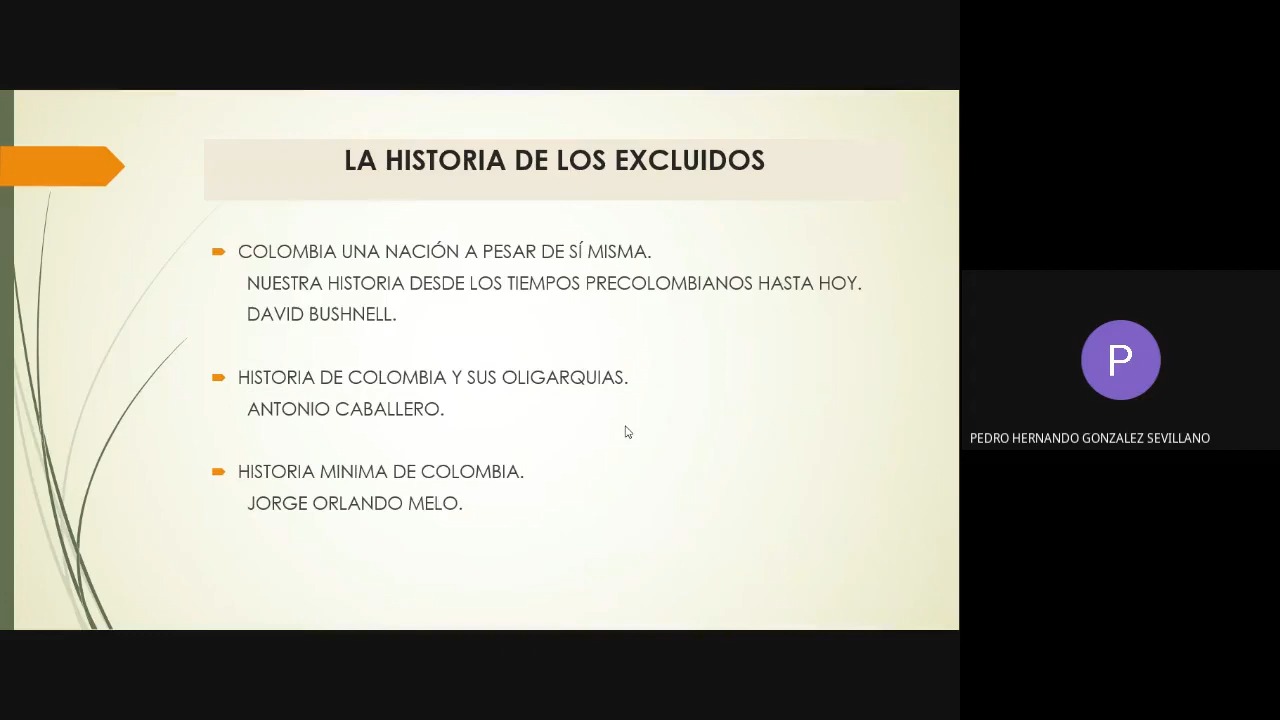 LA HISTORIA DE LOS EXCLUIDOS
COLOMBIA UNA NACIÓN A PESAR DE SÍ MISMA.
NUESTRA HISTORIA DESDE LOS TIEMPOS PRECOLOMBIANOS HASTA HOY.
DAVID BUSHNELL.
HISTORIA DE COLOMBIA Y SUS OLIGARQUIAS.
ANTONIO CABALLERO.
HISTORIA MINIMA DE COLOMBIA.
JORGE ORLANDO MELO.
P
PEDRO HERNANDO GONZALEZ SEVILLANO